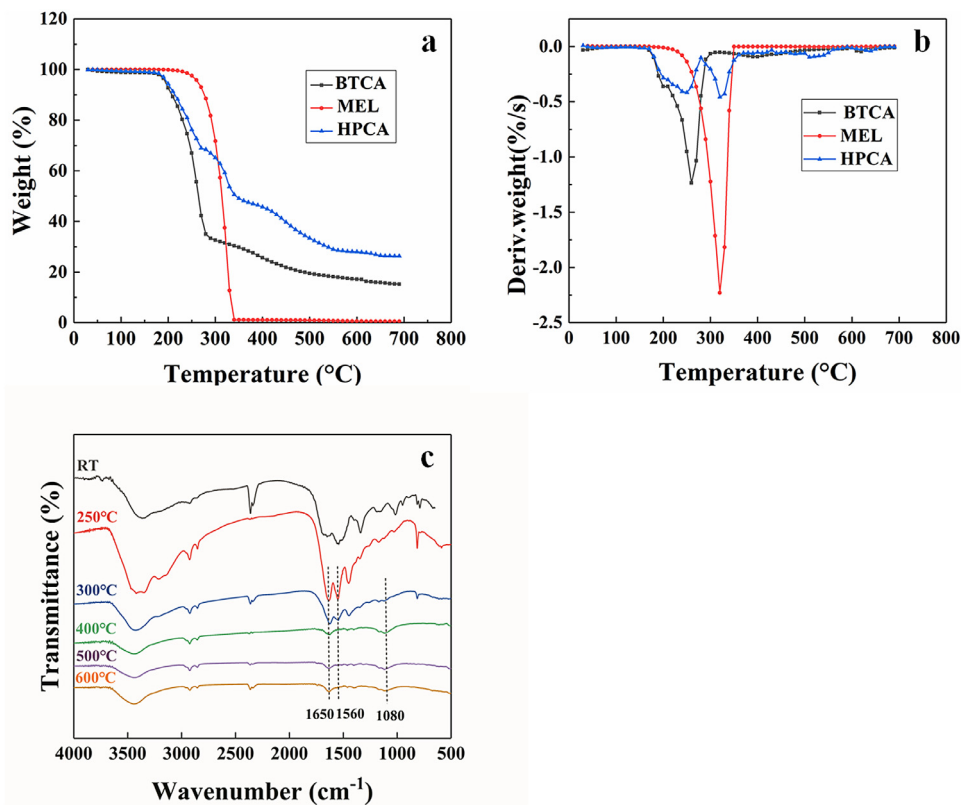 a
120
100
80
60
40
20
0
Weight (%)
BTCA
MEL
HPCA
0 100 200 300 400 500 600 700 800
Temperature (°C)
b
0.0
-0.5
-1.0
-1.5
-2.0
-2.5
Deriv.weight(%/s)
BTCA
MEL
HPCA
0 100 200 300 400 500 600 700 800
Temperature (°C)
c
Transmittance (%)
RT
250°C
300°C
400°C
500°C
600°C
1650 1560 1080
4000 3500 3000 2500 2000 1500 1000 500
Wavenumber (cm⁻¹)